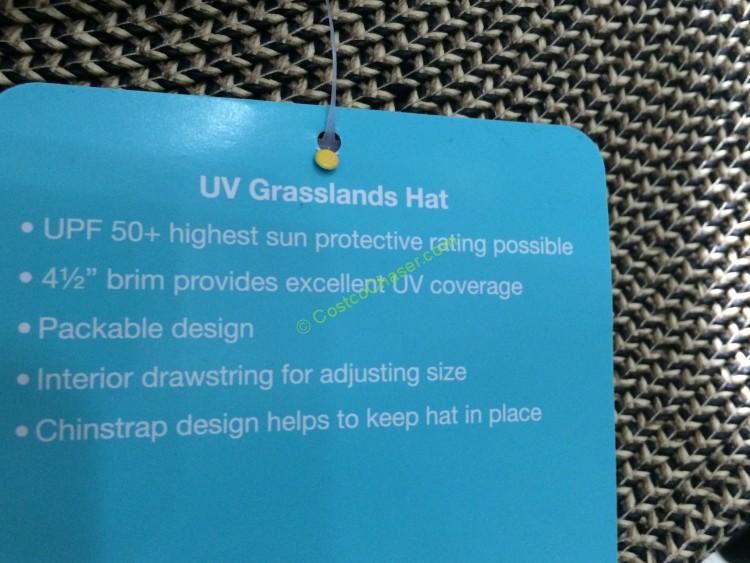 UV Grasslands Hat
• UPF 50+ highest sun protective rating possible
• 4½” brim provides excellent UV coverage
• Packable design
• Interior drawstring for adjusting size
• Chinstrap design helps to keep hat in place
© CostcoChaser.com